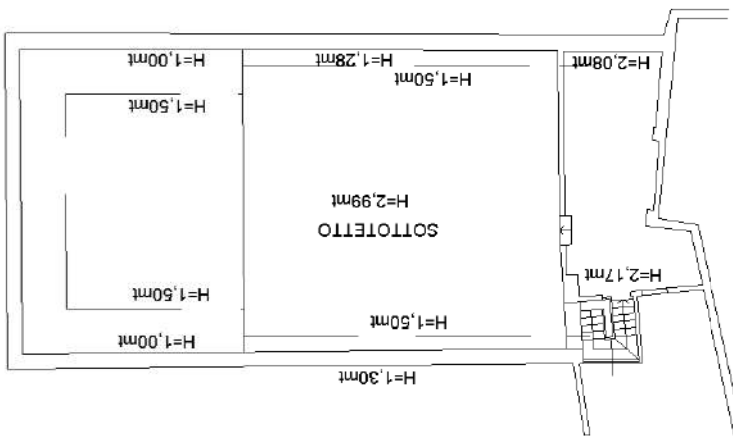 H=1,30mt
H=1,00mt
H=1,50mt
H=1,50mt
H=2,17mt
SOTTOTETTO
H=2,99mt
H=1,50mt
H=1,50mt
H=2,08mt
H=1,28mt
H=1,00mt